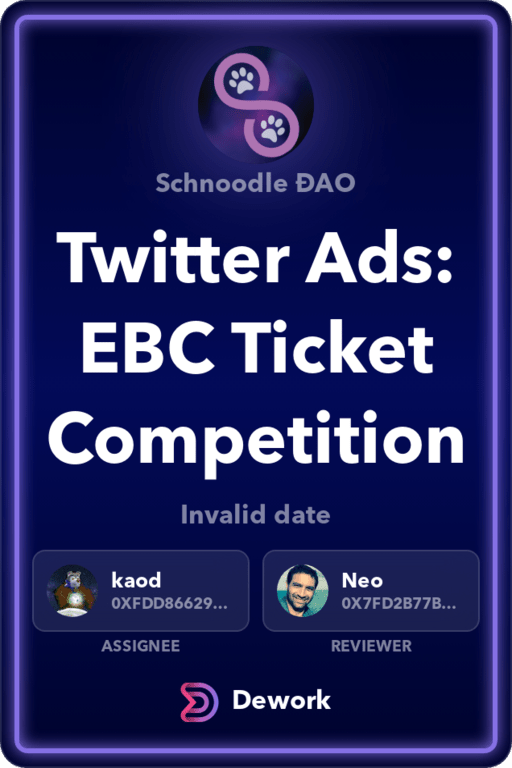 Schnoodle ĐAO
Twitter Ads:
EBC Ticket
Competition
Invalid date
kaod
0XFDD86629...
Neo
0X7FD2B77B...
ASSIGNEE
REVIEWER
Dework